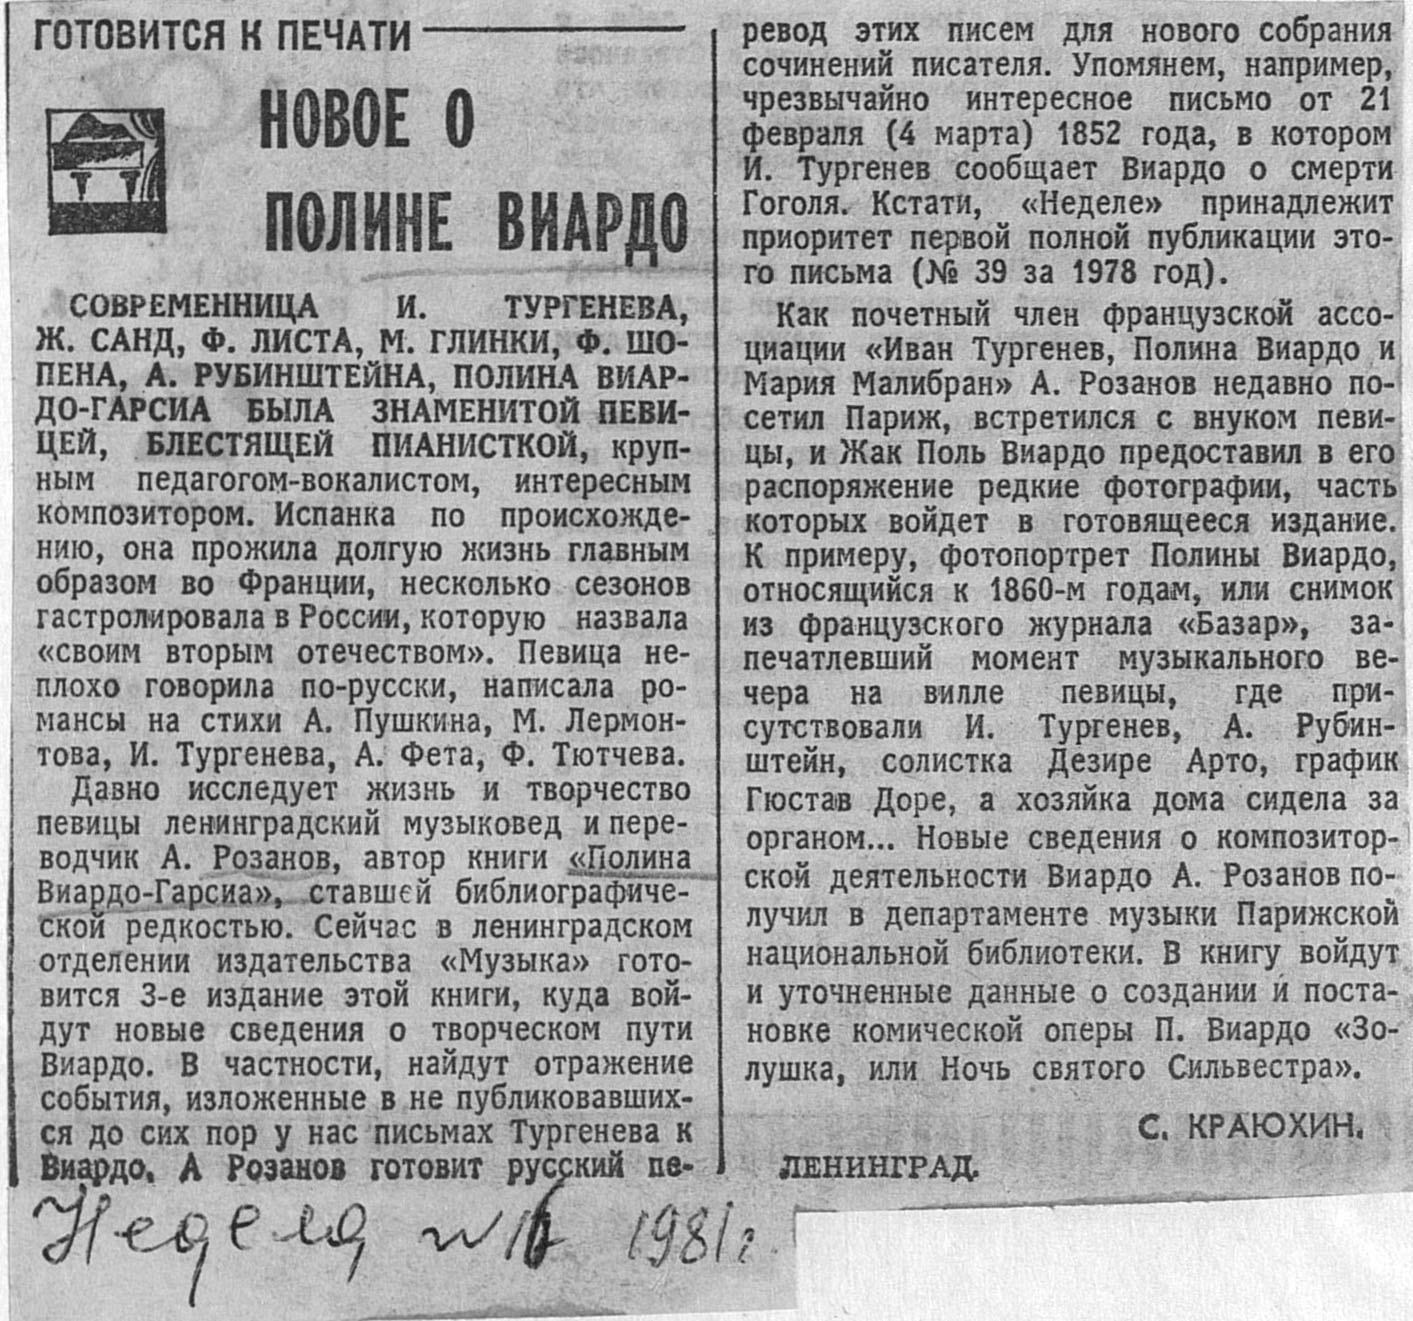 ГОТОВИТСЯ К ПЕЧАТИ
НОВОЕ О
ПОЛИНЕ ВИАРДО
СОВРЕМЕННИЦА И. ТУРГЕНЕВА,
Ж. САНД, Ф. ЛИСТА, М. ГЛИНКИ, Ф. ШО-
ПЕНА, А. РУБИНШТЕЙНА, ПОЛИНА ВИАР-
ДО-ГАРСИА БЫЛА ЗНАМЕНИТОЙ ПЕВИ-
ЦЕЙ, БЛЕСТЯЩЕЙ ПИАНИСТКОЙ, круп-
ным педагогом-вокалистом, интересным
композитором. Испанка по происхожде-
нию, она прожила долгую жизнь главным
образом во Франции, несколько сезонов
гастролировала в России, которую назвала
«своим вторым отечеством». Певица не-
плохо говорила по-русски, написала ро-
мансы на стихи А. Пушкина, М. Лермон-
това, И. Тургенева, А. Фета, Ф. Тютчева.
Давно исследует жизнь и творчество
певицы ленинградский музыковед и пере-
водчик А. Розанов, автор книги «Полина
Виардо-Гарсиа», ставшей библиографиче-
ской редкостью. Сейчас в ленинградском
отделении издательства «Музыка» гото-
вится 3-е издание этой книги, куда вой-
дут новые сведения о творческом пути
Виардо. В частности, найдут отражение
события, изложенные в не публиковавших-
ся до сих пор у нас письмах Тургенева к
Виардо. А Розанов готовит русский пе-
ревод этих писем для нового собрания
сочинений писателя. Упомянем, например,
чрезвычайно интересное письмо от 21
февраля (4 марта) 1852 года, в котором
И. Тургенев сообщает Виардо о смерти
Гоголя. Кстати, «Неделе» принадлежит
приоритет первой полной публикации это-
го письма (№ 39 за 1978 год).
Как почетный член французской ассо-
циации «Иван Тургенев, Полина Виардо и
Мария Малибран» А. Розанов недавно по-
сетил Париж, встретился с внуком певи-
цы, и Жак Поль Виардо предоставил в его
распоряжение редкие фотографии, часть
которых войдет в готовящееся издание.
К примеру, фотопортрет Полины Виардо,
относящийся к 1860-м годам, или снимок
из французского журнала «Базар», за-
печатлевший момент музыкального ве-
чера на вилле певицы, где при-
сутствовали И. Тургенев, А. Рубин-
штейн, солистка Дезире Арто, график
Гюстав Доре, а хозяйка дома сидела за
органом... Новые сведения о композитор-
ской деятельности Виардо А. Розанов по-
лучил в департаменте музыки Парижской
национальной библиотеки. В книгу войдут
и уточненные данные о создании и поста-
новке комической оперы П. Виардо «Зо-
лушка, или Ночь святого Сильвестра».
С. КРАЮХИН.
ЛЕНИНГРАД.
Неделя № 16 1981 г.